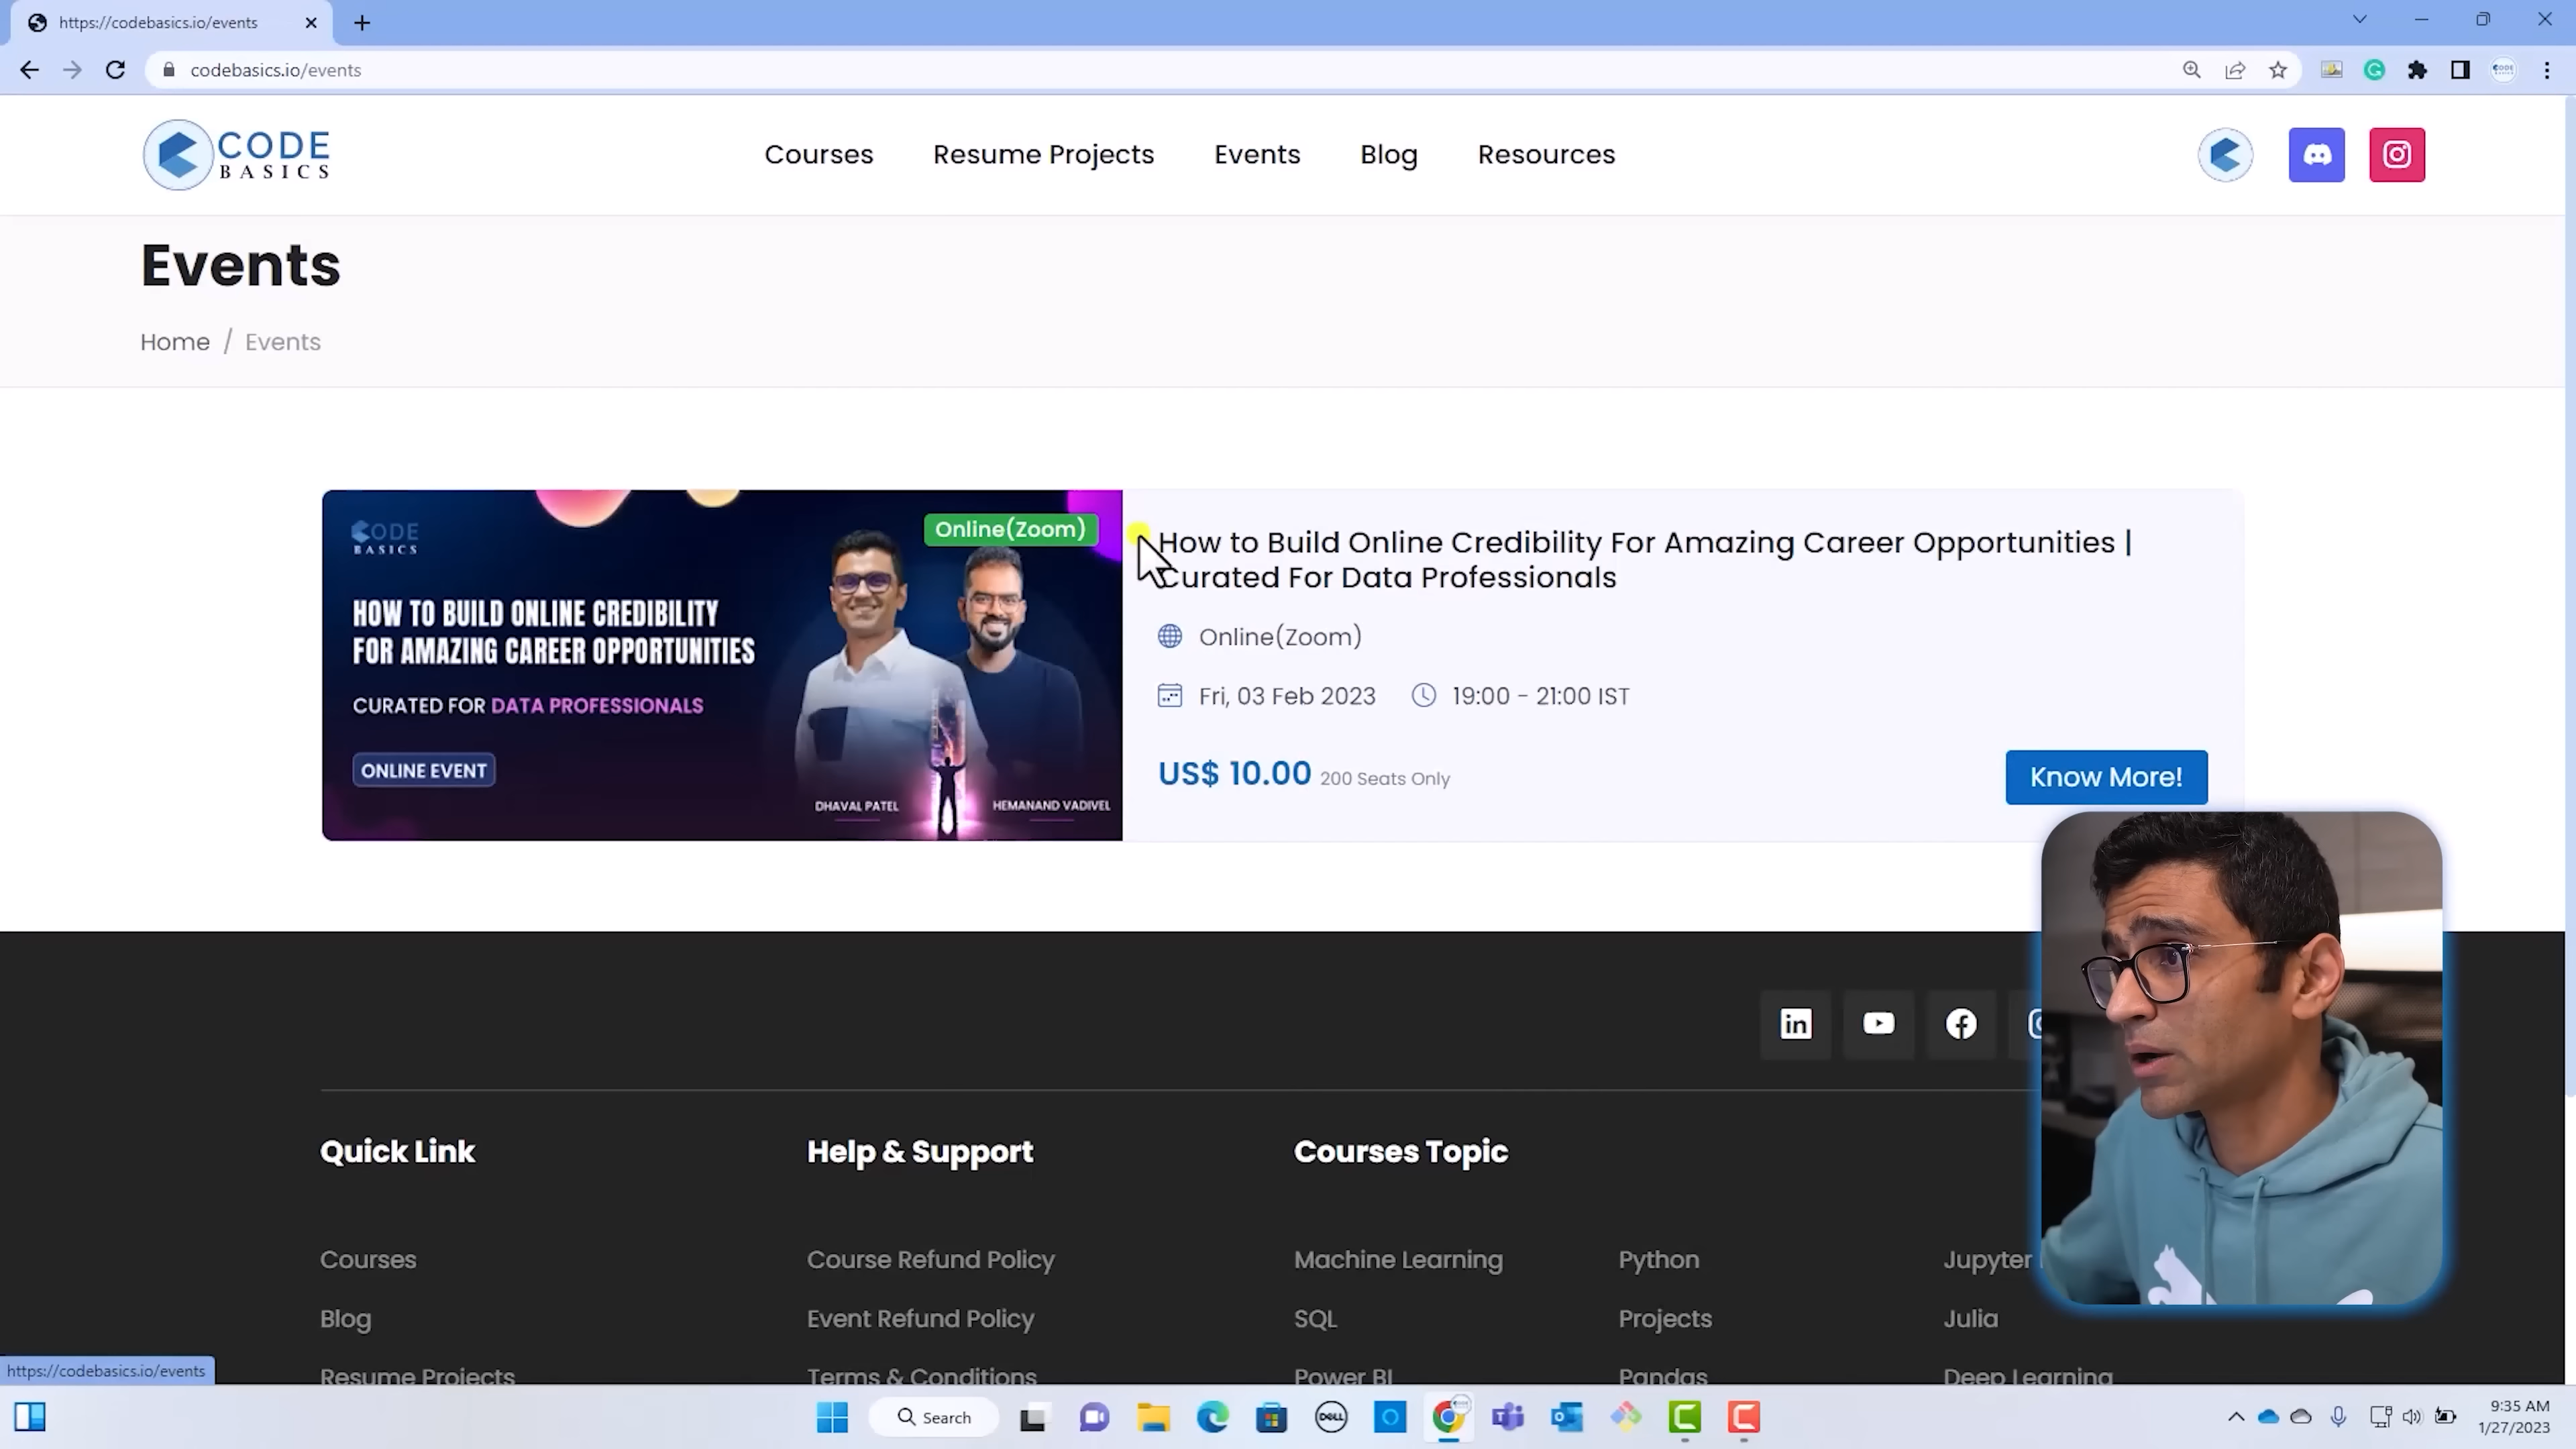 https://codebasics.io/events
codebasics.io/events
CODE
BASICS
Courses
Resume Projects
Events
Blog
Resources
Events
Home / Events
CODE
BASICS
Online(Zoom)
HOW TO BUILD ONLINE CREDIBILITY
FOR AMAZING CAREER OPPORTUNITIES
CURATED FOR DATA PROFESSIONALS
ONLINE EVENT
DHAVAL PATEL
HEMANAND VADIVEL
How to Build Online Credibility For Amazing Career Opportunities |
Curated For Data Professionals
Online(Zoom)
Fri, 03 Feb 2023
19:00 - 21:00 IST
US$ 10.00 200 Seats Only
Know More!
Quick Link
Help & Support
Courses Topic
Courses
Course Refund Policy
Machine Learning
Python
Jupyter
Blog
Event Refund Policy
SQL
Projects
Julia
Resume Projects
Terms & Conditions
Power BI
Pandas
Deep Learning
https://codebasics.io/events
Search
DELL
9:35 AM
1/27/2023